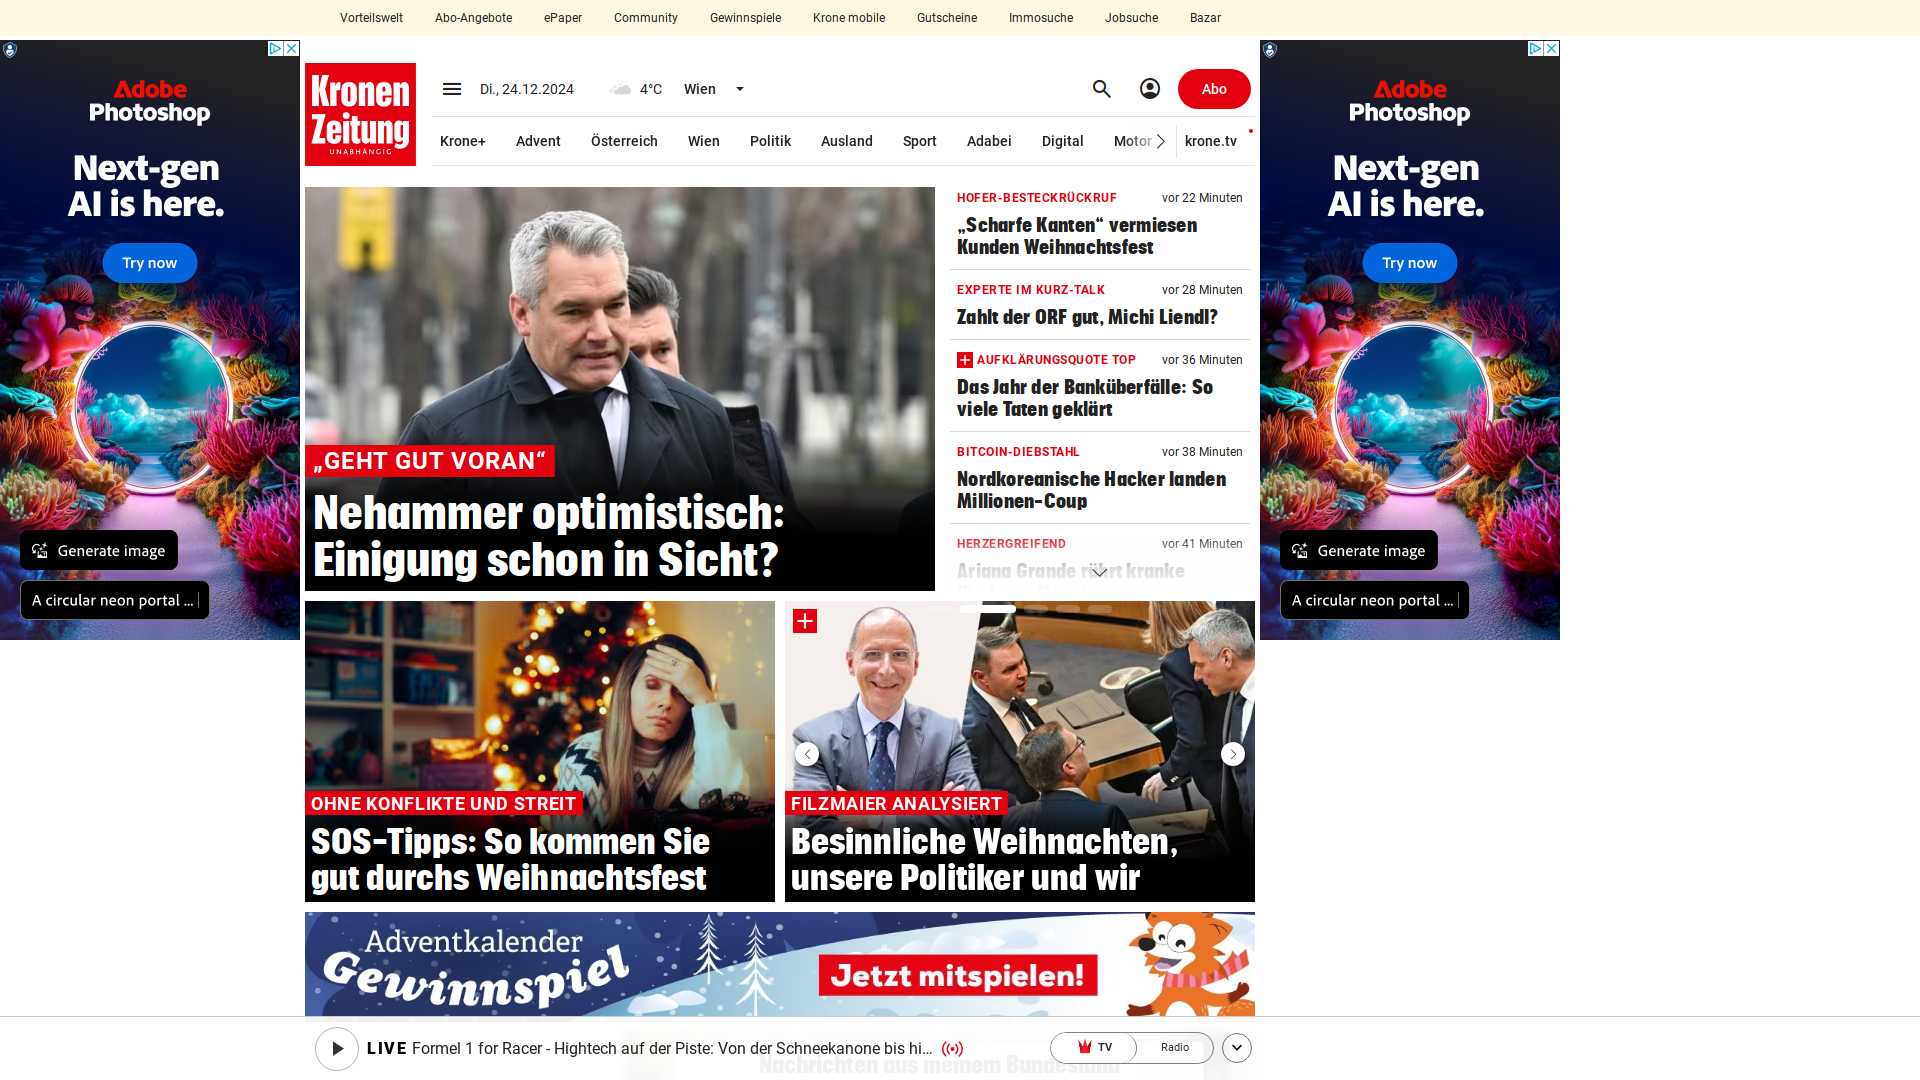 Vorteilswelt Abo-Angebote ePaper Community Gewinnspiele Krone mobile Gutscheine Immosuche Jobsuche Bazar
Adobe
Photoshop
Next-gen
AI is here.
Try now
Generate image
A circular neon portal ...
Kronen
Zeitung
UNABHÄNGIG
Di., 24.12.2024
4°C
Wien
Abo
Krone+ Advent Österreich Wien Politik Ausland Sport Adabei Digital Motor krone.tv
„GEHT GUT VORAN“
Nehammer optimistisch:
Einigung schon in Sicht?
HOFER-BESTECKRÜCKRUF vor 22 Minuten
„Scharfe Kanten“ vermiesen
Kunden Weihnachtsfest
EXPERTE IM KURZ-TALK vor 28 Minuten
Zahlt der ORF gut, Michi Liendl?
AUFKLÄRUNGSQUOTE TOP vor 36 Minuten
Das Jahr der Banküberfälle: So
viele Taten geklärt
BITCOIN-DIEBSTAHL vor 38 Minuten
Nordkoreanische Hacker landen
Millionen-Coup
HERZERGREIFEND vor 41 Minuten
Ariana Grande rührt kranke
OHNE KONFLIKTE UND STREIT
SOS-Tipps: So kommen Sie
gut durchs Weihnachtsfest
FILZMAIER ANALYSIERT
Besinnliche Weihnachten,
unsere Politiker und wir
Adventkalender
Gewinnspiel
Jetzt mitspielen!
LIVE Formel 1 for Racer - Hightech auf der Piste: Von der Schneekanone bis hi...
TV
Radio
Nachrichten aus meinem Bundesland
Adobe
Photoshop
Next-gen
AI is here.
Try now
Generate image
A circular neon portal ...